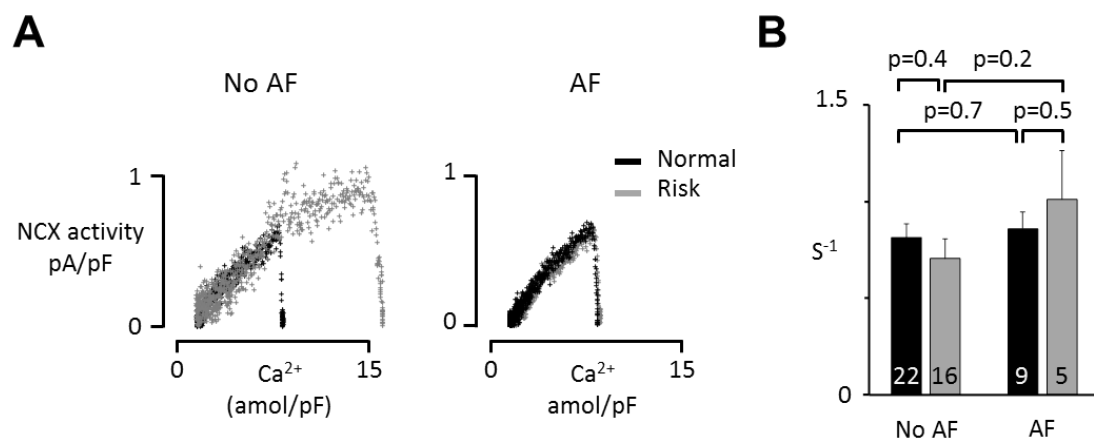 A
B
No AF
AF
p=0.4
p=0.2
p=0.7
p=0.5
1.5
Normal
Risk
1
1
NCX activity
pA/pF
S-1
0
0
22
16
9
5
0
0
15
0
15
Ca2+
(amol/pF)
Ca2+
amol/pF
No AF
AF